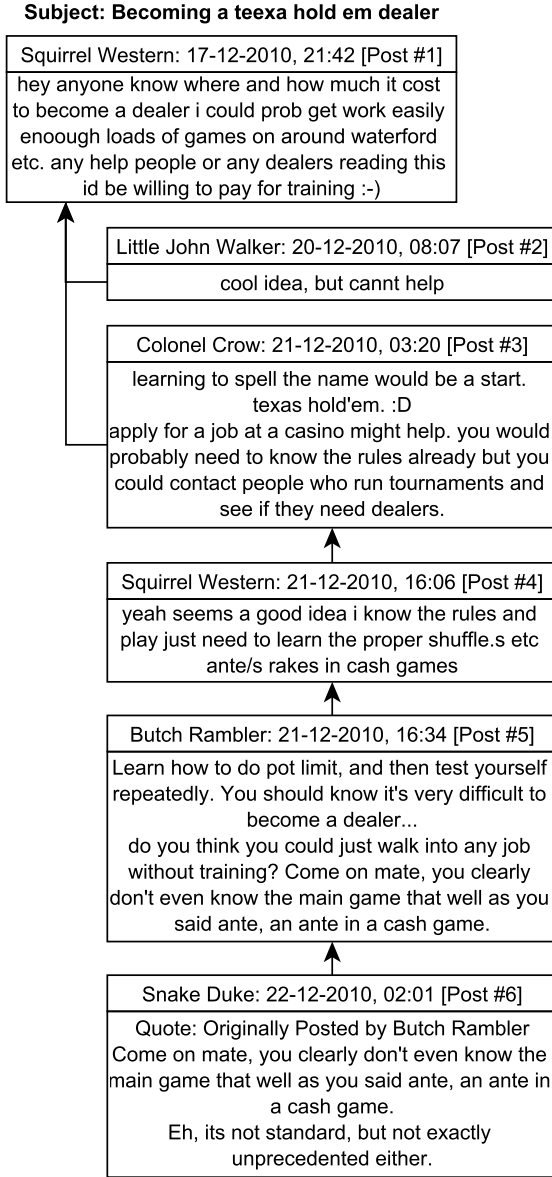 Subject: Becoming a teexa hold em dealer
Squirrel Western: 17-12-2010, 21:42 [Post #1]
hey anyone know where and how much it cost
to become a dealer i could prob get work easily
enoough loads of games on around waterford
etc. any help people or any dealers reading this
id be willing to pay for training :-)
Little John Walker: 20-12-2010, 08:07 [Post #2]
cool idea, but cannt help
Colonel Crow: 21-12-2010, 03:20 [Post #3]
learning to spell the name would be a start.
texas hold'em. :D
apply for a job at a casino might help. you would
probably need to know the rules already but you
could contact people who run tournaments and
see if they need dealers.
Squirrel Western: 21-12-2010, 16:06 [Post #4]
yeah seems a good idea i know the rules and
play just need to learn the proper shuffle.s etc
ante/s rakes in cash games
Butch Rambler: 21-12-2010, 16:34 [Post #5]
Learn how to do pot limit, and then test yourself
repeatedly. You should know it's very difficult to
become a dealer...
do you think you could just walk into any job
without training? Come on mate, you clearly
don't even know the main game that well as you
said ante, an ante in a cash game.
Snake Duke: 22-12-2010, 02:01 [Post #6]
Quote: Originally Posted by Butch Rambler
Come on mate, you clearly don't even know the
main game that well as you said ante, an ante in
a cash game.
Eh, its not standard, but not exactly
unprecedented either.